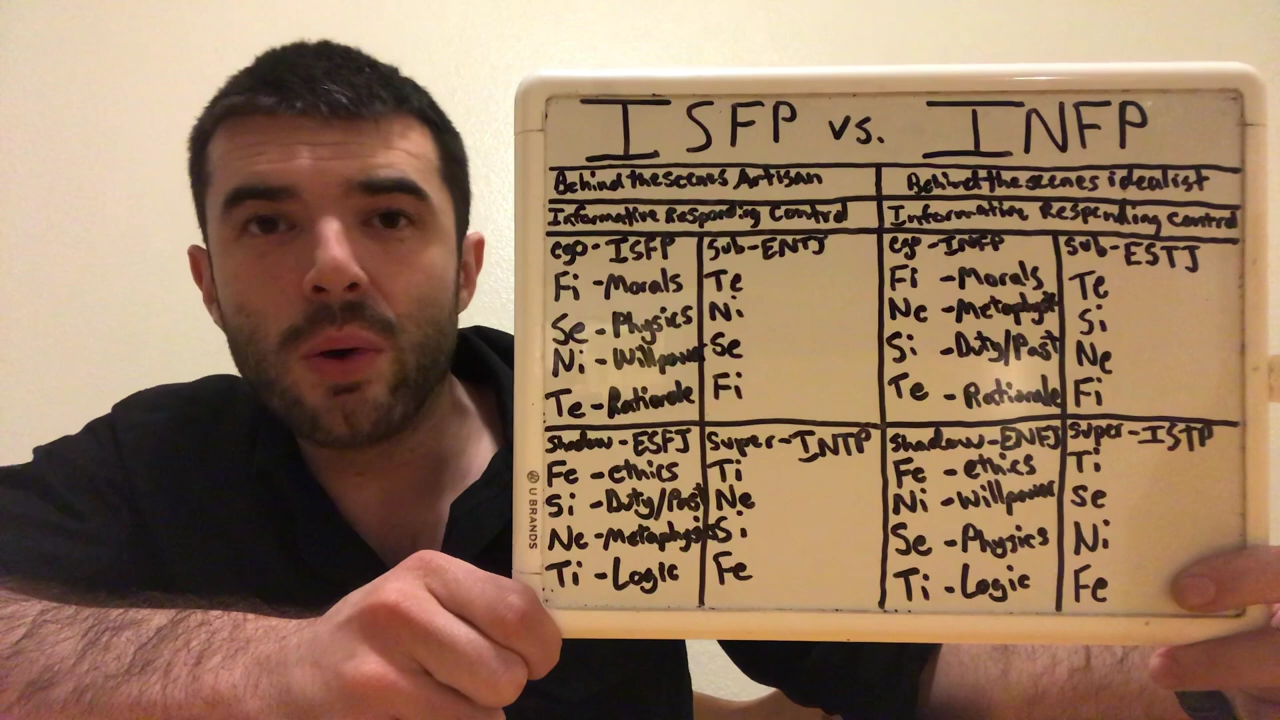 ISFP vs. INFP
Behind the scenes Artisan
Behind the scenes idealist
Informative Responding Control
Informative Responding Control
ego-ISFP
Fi-Morals
Se-Physics
Ni-Willpower
Te-Rationale
Sub-ENTJ
Te
Ni
Se
Fi
ego-INFP
Fi-Morals
Ne-Metaphysics
Si-Duty/Past
Te-Rationale
Sub-ESTJ
Te
Si
Ne
Fi
shadow-ESFJ
Fe-ethics
Si-Duty/Past
Ne-Metaphysics
Ti-Logic
Super-INTP
Ti
Ne
Si
Fe
shadow-ENFJ
Fe-ethics
Ni-Willpower
Se-Physics
Ti-Logic
Super-ISTP
Ti
Se
Ni
Fe
U BRANDS